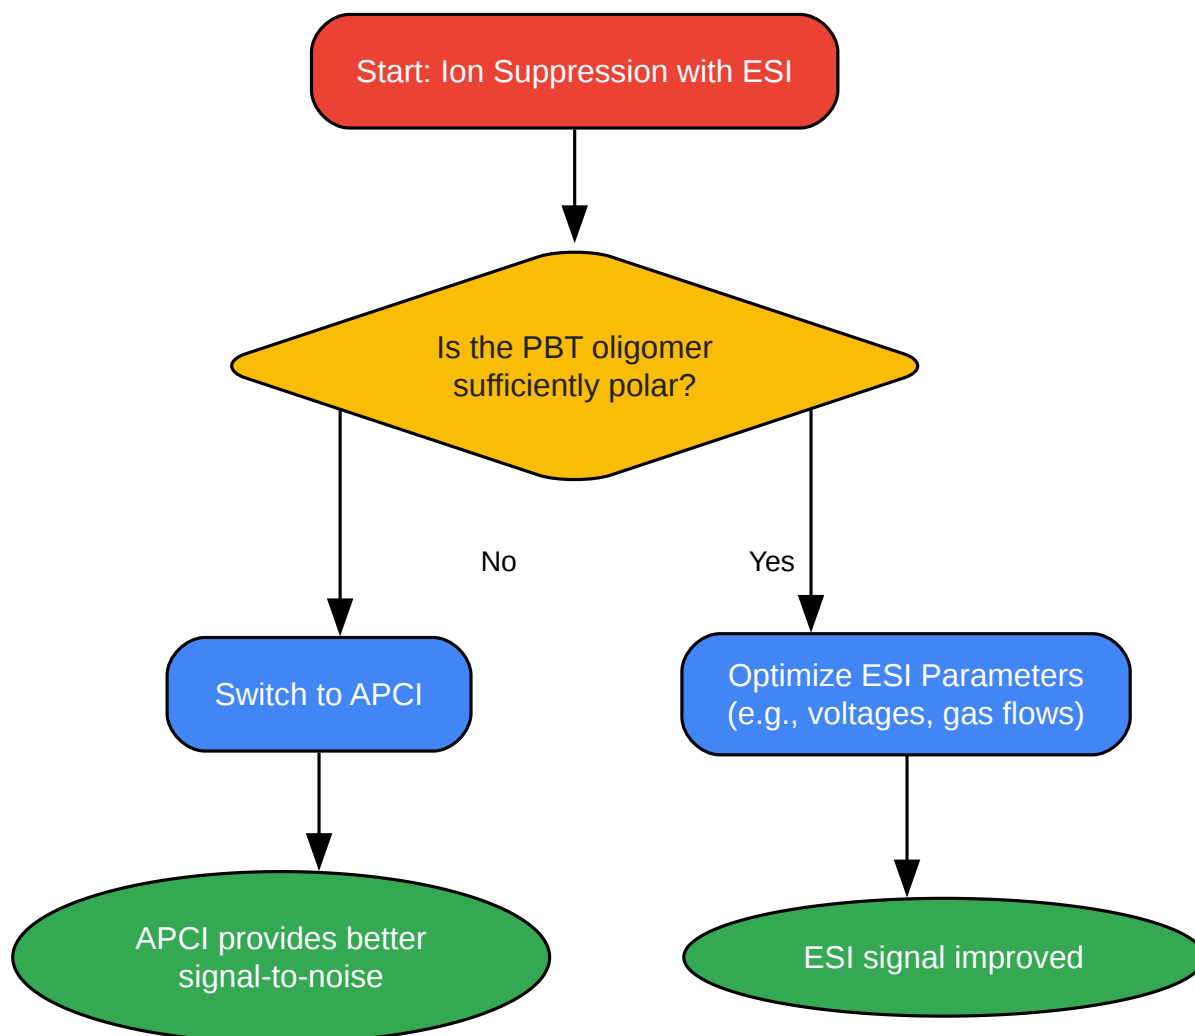 Start: Ion Suppression with ESI
Is the PBT oligomer
sufficiently polar?
No
Yes
Switch to APCI
Optimize ESI Parameters
(e.g., voltages, gas flows)
APCI provides better
signal-to-noise
ESI signal improved